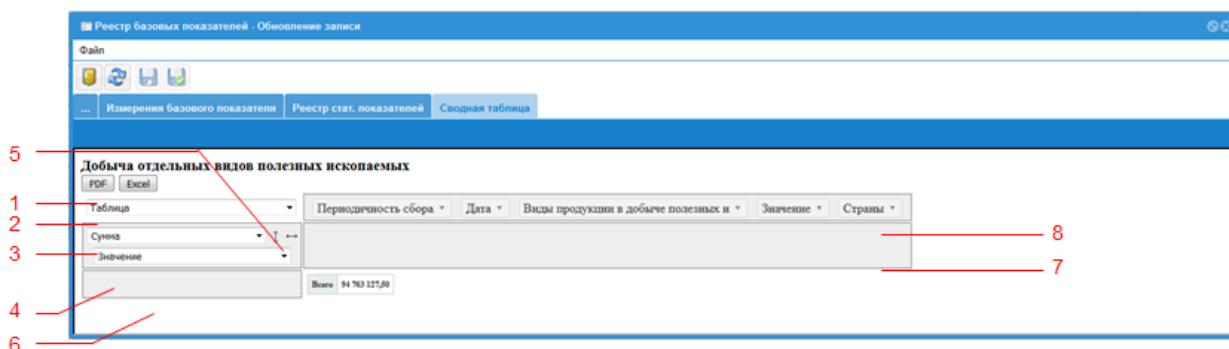 Реестр базовых показателей - Обновление записи
Файл
... Измерения базового показателя Реестр стат. показателей Сводная таблица
5
Добыча отдельных видов полезных ископаемых
PDF Excel
1 Таблица Периодичность сбора Дата Виды продукции в добыче полезных и Значение Страны
2
Сумма 8
3 Значение 7
4 Всего 94 763 127,50
6